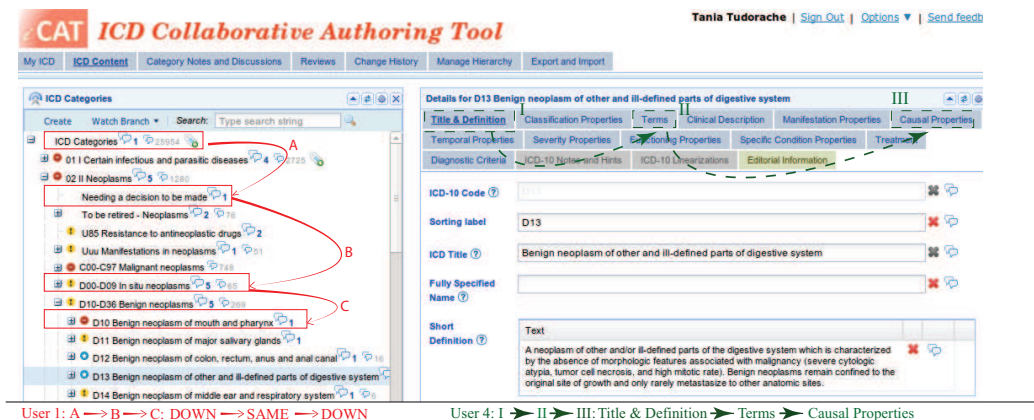 Tania Tudorache | Sign Out | Options ▼ | Send feedb
iCAT ICD Collaborative Authoring Tool
My ICD ICD Content Category Notes and Discussions Reviews Change History Manage Hierarchy Export and Import
ICD Categories
Create Watch Branch ▾ Search: Type search string
ICD Categories 1 25954
A
01 I Certain infectious and parasitic diseases 4 2725
02 II Neoplasms 5 1280
Needing a decision to be made 1
To be retired - Neoplasms 2 76
U85 Resistance to antineoplastic drugs 2
Uuu Manifestations in neoplasms 1 51
B
C00-C97 Malignant neoplasms 748
D00-D09 In situ neoplasms 5 65
D10-D36 Benign neoplasms 5 269
C
D10 Benign neoplasm of mouth and pharynx 1
D11 Benign neoplasm of major salivary glands 1
D12 Benign neoplasm of colon, rectum, anus and anal canal 1 16
D13 Benign neoplasm of other and ill-defined parts of digestive system
D14 Benign neoplasm of middle ear and respiratory system 1 6
Details for D13 Benign neoplasm of other and ill-defined parts of digestive system
I II III
Title & Definition Classification Properties Terms Clinical Description Manifestation Properties Causal Properties
Temporal Properties Severity Properties Functioning Properties Specific Condition Properties Treatment
Diagnostic Criteria ICD-10 Notes and Hints ICD-10 Linearizations Editorial Information
ICD-10 Code ? D13
Sorting label D13
ICD Title ? Benign neoplasm of other and ill-defined parts of digestive system
Fully Specified
Name ?
Short
Definition ?
Text
A neoplasm of other and/or ill-defined parts of the digestive system which is characterized
by the absence of morphologic features associated with malignancy (severe cytologic
atypia, tumor cell necrosis, and high mitotic rate). Benign neoplasms remain confined to the
original site of growth and only rarely metastasize to other anatomic sites.
User 1: A → B → C: DOWN → SAME → DOWN
User 4: I → II → III: Title & Definition → Terms → Causal Properties